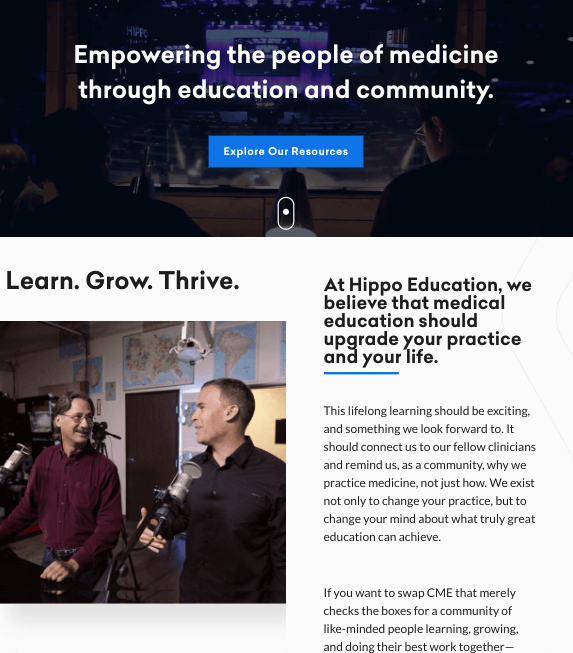 HIPPO
Empowering the people of medicine
through education and community.
Explore Our Resources
Learn. Grow. Thrive.
At Hippo Education, we
believe that medical
education should
upgrade your practice
and your life.
This lifelong learning should be exciting,
and something we look forward to. It
should connect us to our fellow clinicians
and remind us, as a community, why we
practice medicine, not just how. We exist
not only to change your practice, but to
change your mind about what truly great
education can achieve.
If you want to swap CME that merely
checks the boxes for a community of
like-minded people learning, growing,
and doing their best work together—